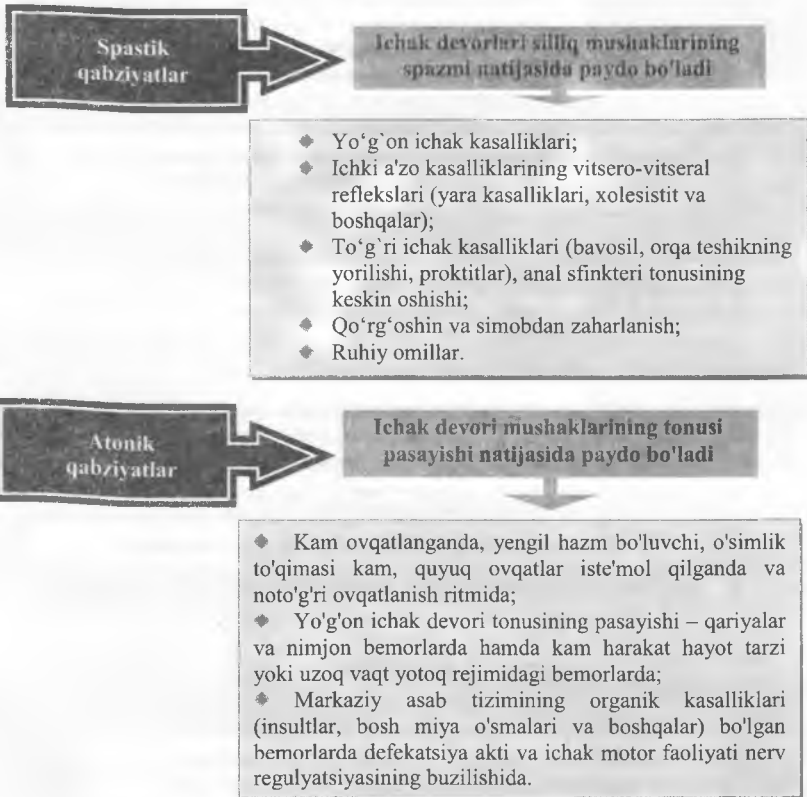 Spastik
qabziyatlar
Ichak devorlari silliq mushaklarining
spazmi natijasida paydo bo'ladi
Yo‘g`on ichak kasalliklari;
Ichki a'zo kasalliklarining vitsero-vitseral
reflekslari (yara kasalliklari, xolesistit va
boshqalar);
To‘g`ri ichak kasalliklari (bavosil, orqa teshikning
yorilishi, proktitlar), anal sfinkteri tonusining
keskin oshishi;
Qo‘rg‘oshin va simobdan zaharlanish;
Ruhiy omillar.
Atonik
qabziyatlar
Ichak devori mushaklarining tonusi
pasayishi natijasida paydo bo'ladi
Kam ovqatlanganda, yengil hazm bo'luvchi, o'simlik
to'qimasi kam, quyuq ovqatlar iste'mol qilganda va
noto'g'ri ovqatlanish ritmida;
Yo'g'on ichak devori tonusining pasayishi – qariyalar
va nimjon bemorlarda hamda kam harakat hayot tarzi
yoki uzoq vaqt yotoq rejimidagi bemorlarda;
Markaziy asab tizimining organik kasalliklari
(insultlar, bosh miya o'smalari va boshqalar) bo'lgan
bemorlarda defekatsiya akti va ichak motor faoliyati nerv
regulyatsiyasining buzilishida.